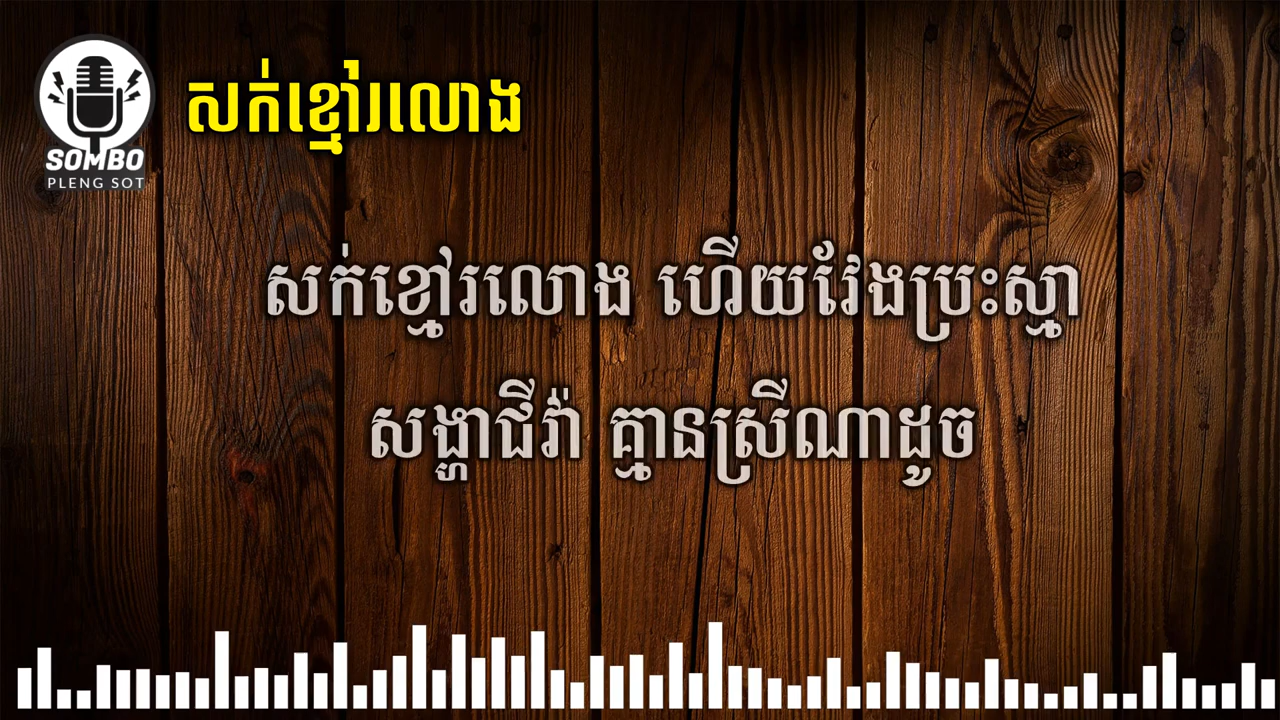 SOMBO
PLENG SOT
សក់ខ្មៅរលោង
សក់ខ្មៅរលោង ហើយវែងប្រះស្មា
សង្ហាជីវ៉ា គ្មានស្រីណាដូច